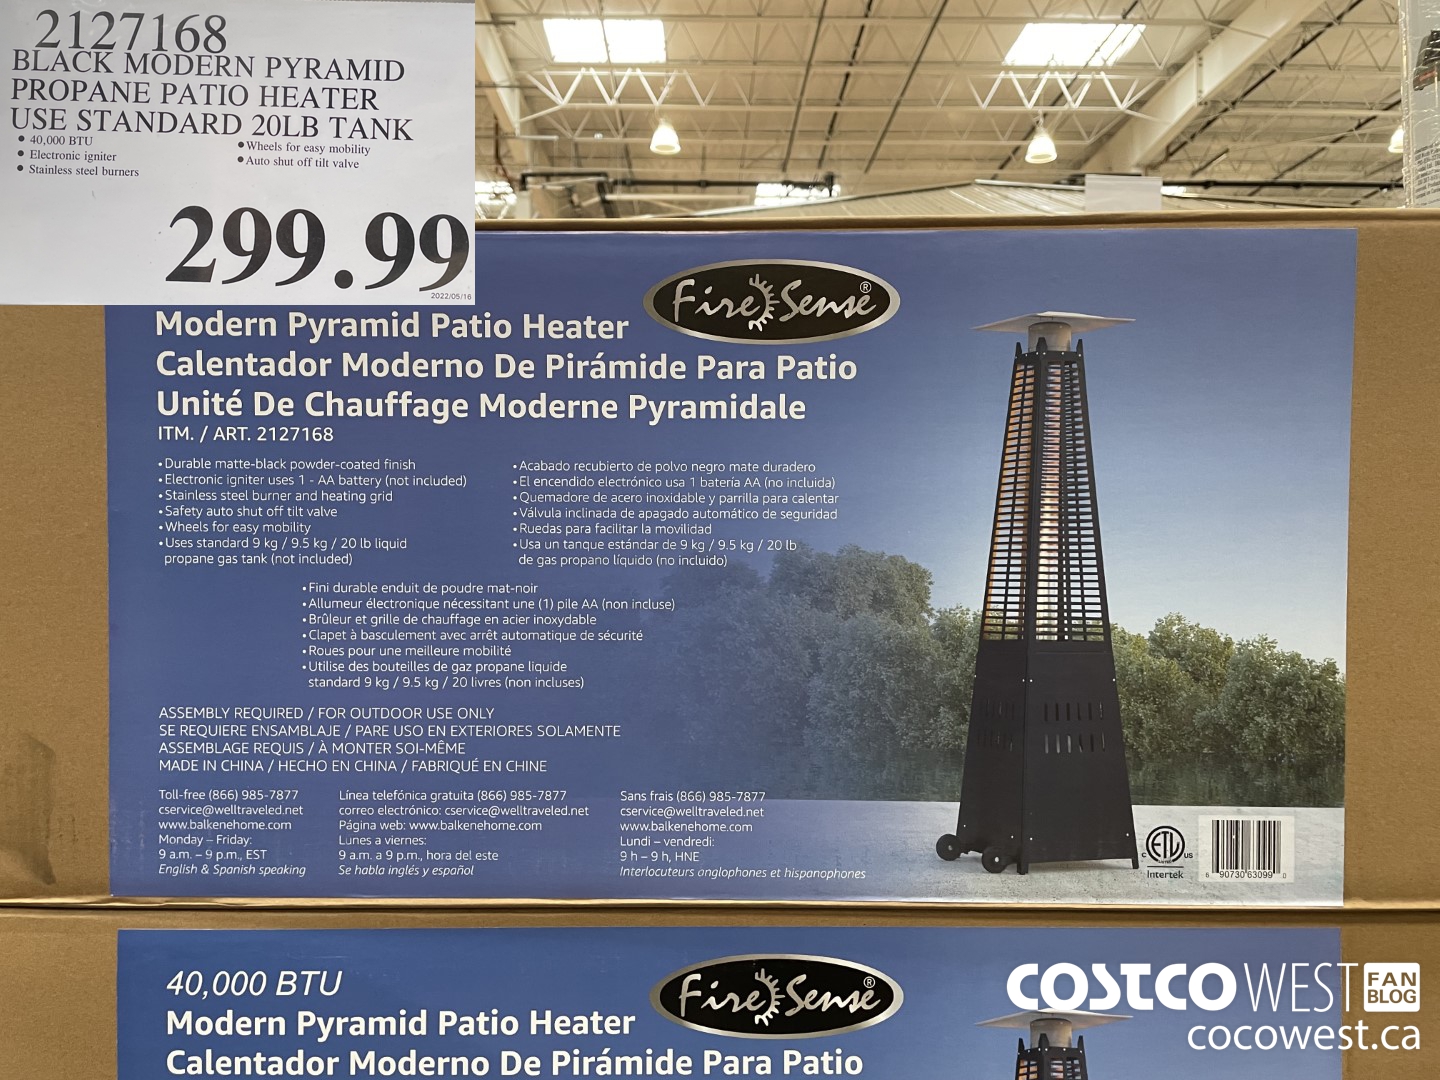 2127168
BLACK MODERN PYRAMID
PROPANE PATIO HEATER
USE STANDARD 20LB TANK
• 40,000 BTU
• Electronic igniter
• Stainless steel burners
• Wheels for easy mobility
• Auto shut off tilt valve
299.99
2022/05/16
Fire Sense®
Modern Pyramid Patio Heater
Calentador Moderno De Pirámide Para Patio
Unité De Chauffage Moderne Pyramidale
ITM. / ART. 2127168
• Durable matte-black powder-coated finish
• Electronic igniter uses 1 - AA battery (not included)
• Stainless steel burner and heating grid
• Safety auto shut off tilt valve
• Wheels for easy mobility
• Uses standard 9 kg / 9.5 kg / 20 lb liquid
propane gas tank (not included)
• Acabado recubierto de polvo negro mate duradero
• El encendido electrónico usa 1 batería AA (no incluida)
• Quemador de acero inoxidable y parrilla para calentar
• Válvula inclinada de apagado automático de seguridad
• Ruedas para facilitar la movilidad
• Usa un tanque estándar de 9 kg / 9.5 kg / 20 lb
de gas propano líquido (no incluido)
• Fini durable enduit de poudre mat-noir
• Allumeur électronique nécessitant une (1) pile AA (non incluse)
• Brûleur et grille de chauffage en acier inoxydable
• Clapet à basculement avec arrêt automatique de sécurité
• Roues pour une meilleure mobilité
• Utilise des bouteilles de gaz propane liquide
standard 9 kg / 9.5 kg / 20 livres (non incluses)
ASSEMBLY REQUIRED / FOR OUTDOOR USE ONLY
SE REQUIERE ENSAMBLAJE / PARE USO EN EXTERIORES SOLAMENTE
ASSEMBLAGE REQUIS / À MONTER SOI-MÊME
MADE IN CHINA / HECHO EN CHINA / FABRIQUÉ EN CHINE
Toll-free (866) 985-7877
cservice@welltraveled.net
www.balkenehome.com
Monday – Friday:
9 a.m. – 9 p.m., EST
English & Spanish speaking
Línea telefónica gratuita (866) 985-7877
correo electrónico: cservice@welltraveled.net
Página web: www.balkenehome.com
Lunes a viernes:
9 a.m. a 9 p.m., hora del este
Se habla inglés y español
Sans frais (866) 985-7877
cservice@welltraveled.net
www.balkenehome.com
Lundi – vendredi:
9 h – 9 h, HNE
Interlocuteurs anglophones et hispanophones
C ETL US
Intertek
6 90730 63099 0
40,000 BTU
Fire Sense®
Modern Pyramid Patio Heater
Calentador Moderno De Pirámide Para Patio
COSTCO WEST FAN BLOG
cocowest.ca